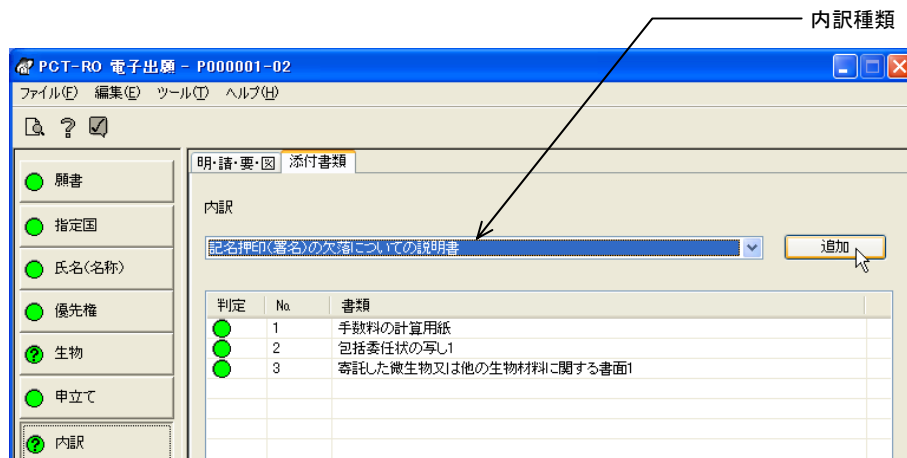 内訳種類
PCT-RO 電子出願 - P000001-02
ファイル(F) 編集(E) ツール(T) ヘルプ(H)
明・請・要・図 添付書類
願書
指定国
氏名(名称)
優先権
生物
申立て
内訳
内訳
記名押印(署名)の欠落についての説明書 追加
判定 No. 書類
1 手数料の計算用紙
2 包括委任状の写し1
3 寄託した微生物又は他の生物材料に関する書面1